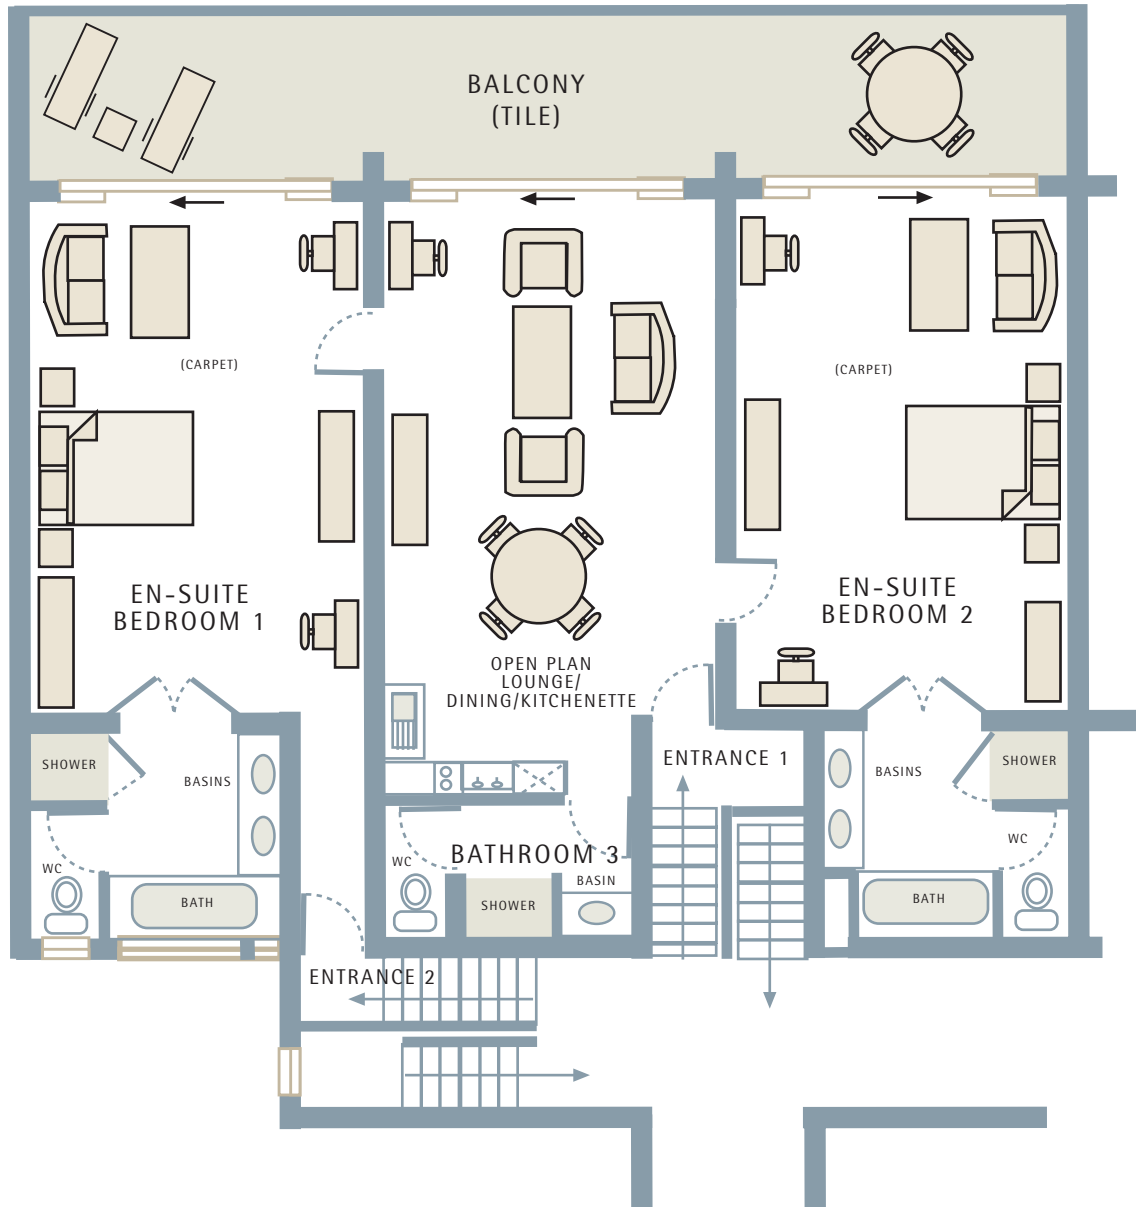 BALCONY
(TILE)
(CARPET)
(CARPET)
EN-SUITE
BEDROOM 1
EN-SUITE
BEDROOM 2
OPEN PLAN
LOUNGE/
DINING/KITCHENETTE
SHOWER
BASINS
ENTRANCE 1
BASINS
SHOWER
WC
BATHROOM 3
WC
WC
BASIN
BATH
SHOWER
BATH
ENTRANCE 2